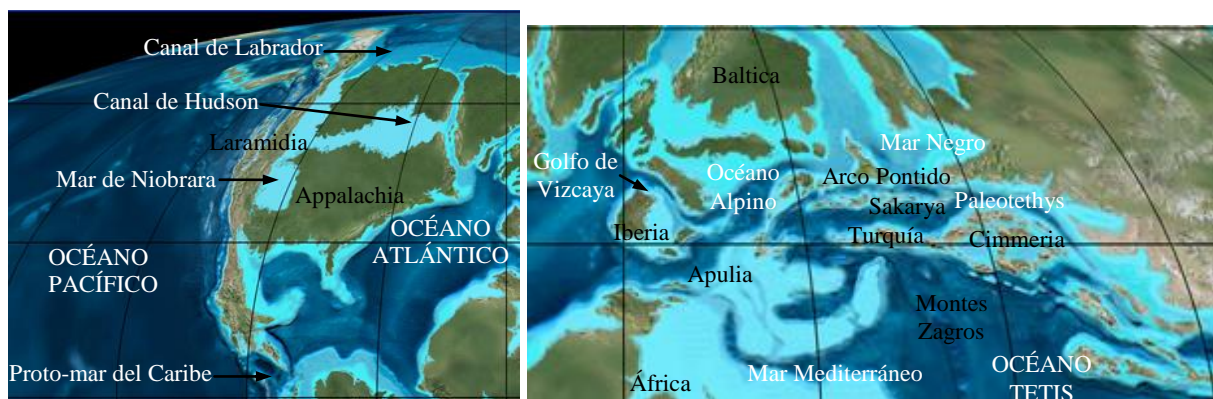 Canal de Labrador
Canal de Hudson
Laramidia
Mar de Niobrara
Appalachia
OCÉANO
ATLÁNTICO
OCÉANO
PACÍFICO
Proto-mar del Caribe
Baltica
Mar Negro
Golfo de
Vizcaya
Océano
Alpino
Arco Pontido
Sakarya
Paleotethys
Iberia
Turquía
Cimmeria
Apulia
Montes
Zagros
África
Mar Mediterráneo
OCÉANO
TETIS